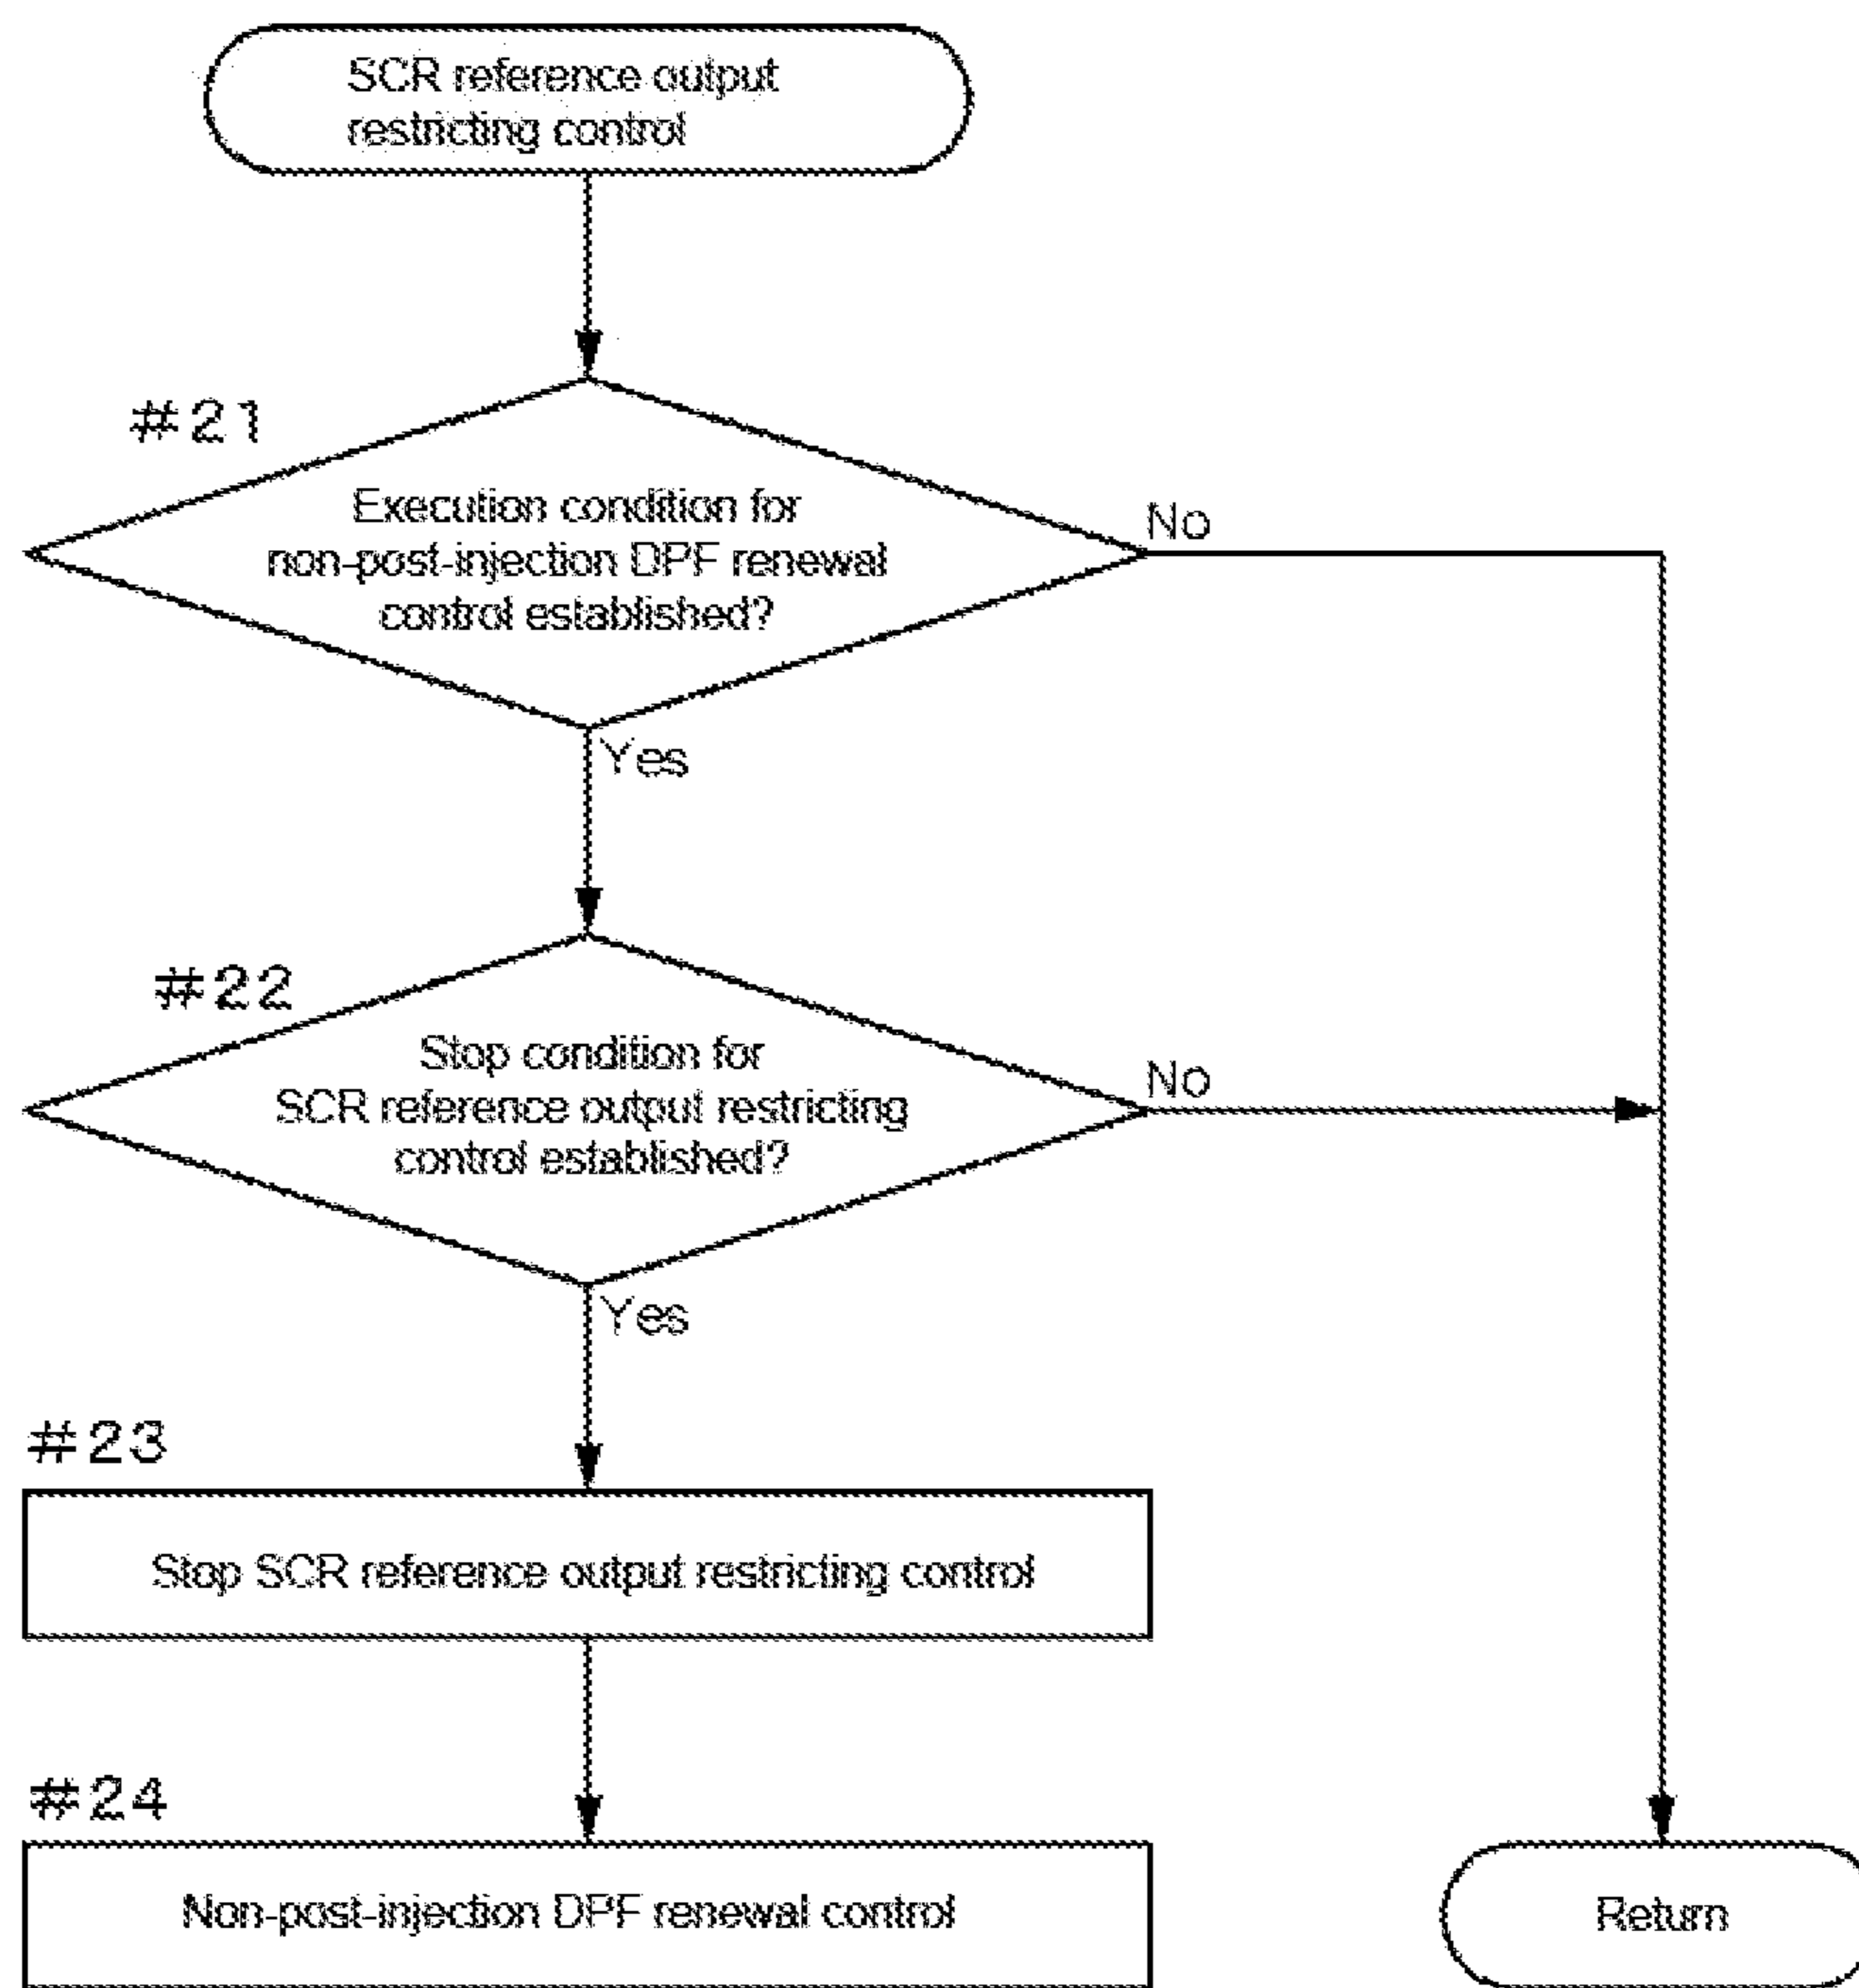 SCR reference output
restricting control
#21
Execution condition for
non-post-injection DPF renewal
control established?
No
Yes
#22
Stop condition for
SCR reference output restricting
control established?
No
Yes
#23
Stop SCR reference output restricting control
#24
Non-post-injection DPF renewal control
Return